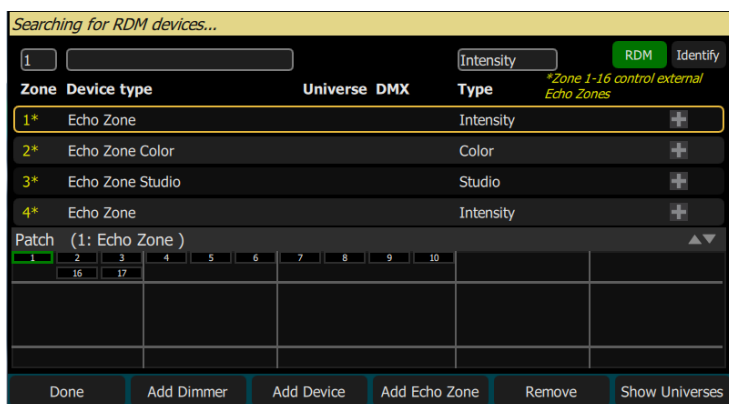 Searching for RDM devices...
1 Intensity RDM Identify
*Zone 1-16 control external
Echo Zones
Zone Device type Universe DMX Type
1* Echo Zone Intensity +
2* Echo Zone Color Color +
3* Echo Zone Studio Studio +
4* Echo Zone Intensity +
Patch (1: Echo Zone )
1 2 3 4 5 6 7 8 9 10
16 17
Done Add Dimmer Add Device Add Echo Zone Remove Show Universes